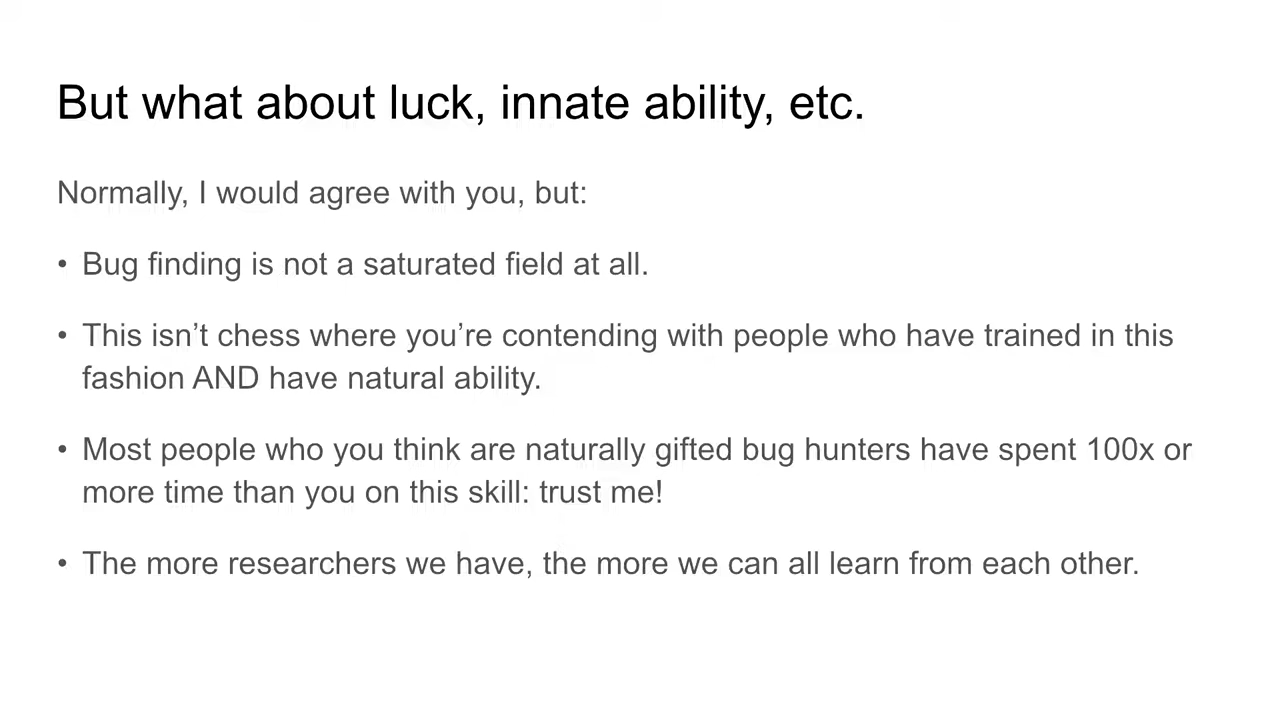 But what about luck, innate ability, etc.
Normally, I would agree with you, but:
• Bug finding is not a saturated field at all.
• This isn’t chess where you’re contending with people who have trained in this
fashion AND have natural ability.
• Most people who you think are naturally gifted bug hunters have spent 100x or
more time than you on this skill: trust me!
• The more researchers we have, the more we can all learn from each other.